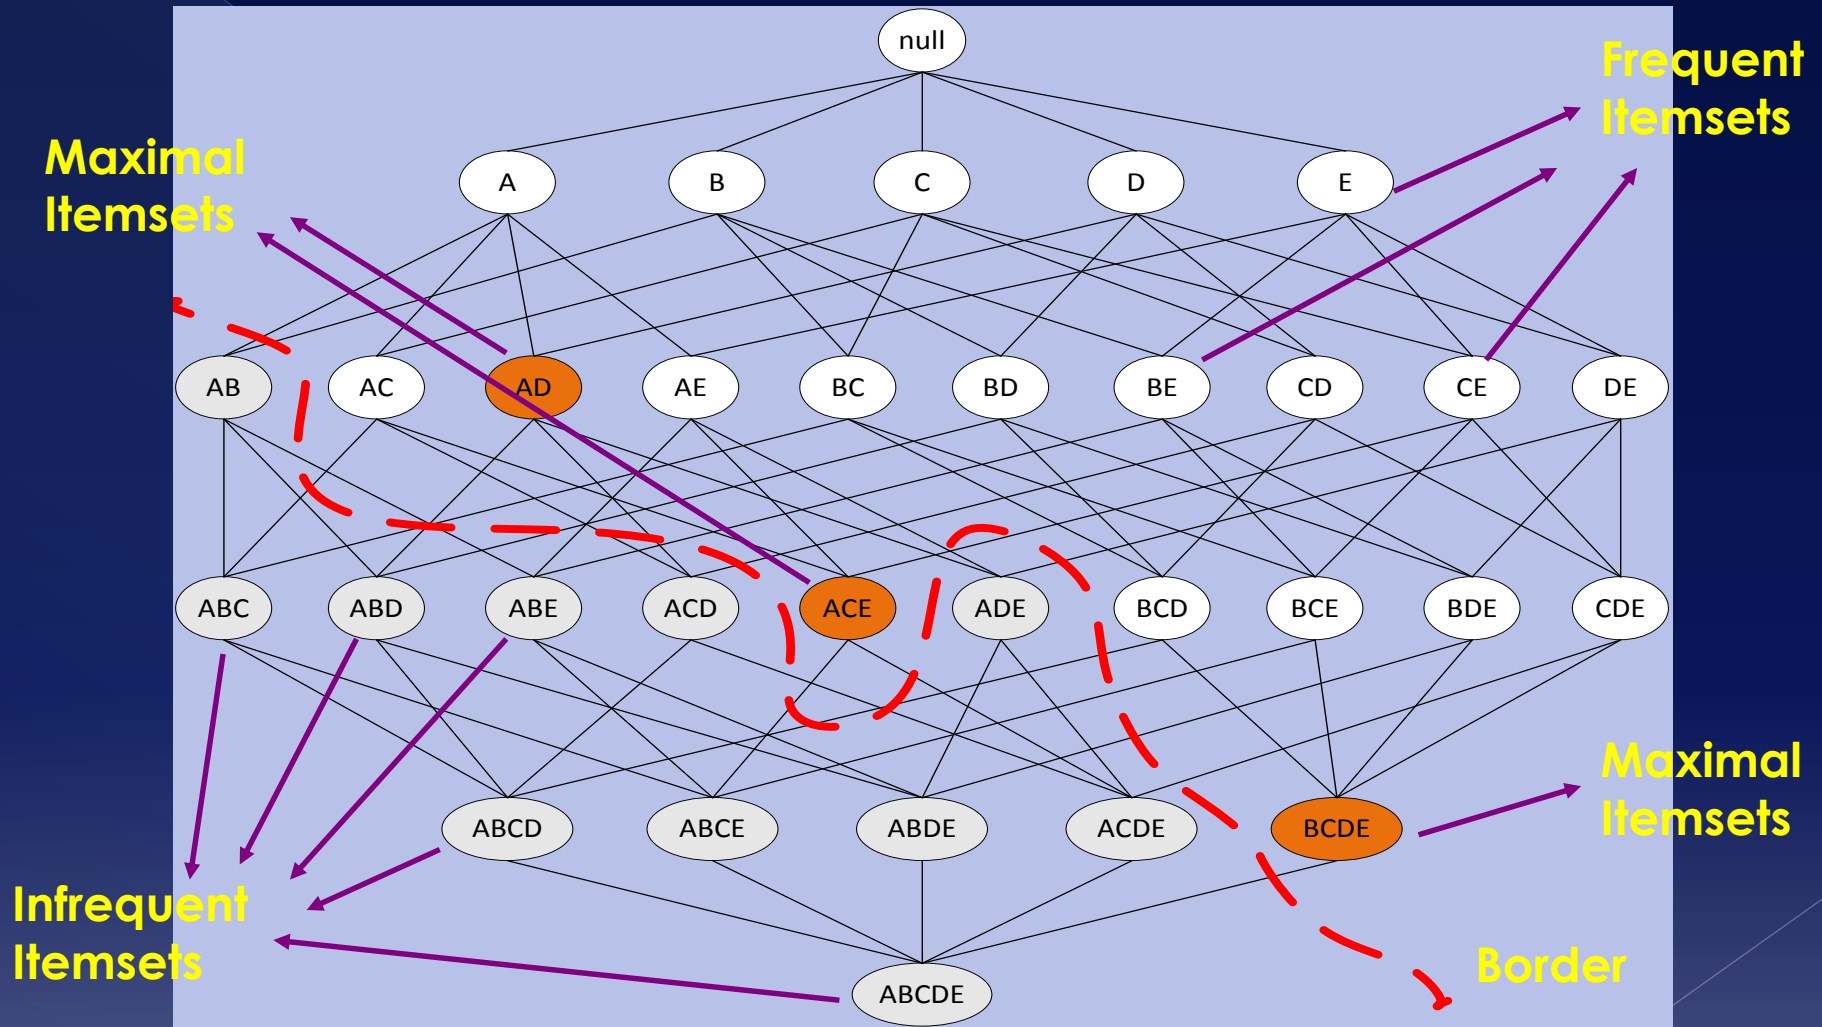 null
Frequent
Itemsets
Maximal
Itemsets
A B C D E
AB AC AD AE BC BD BE CD CE DE
ABC ABD ABE ACD ACE ADE BCD BCE BDE CDE
Maximal
Itemsets
ABCD ABCE ABDE ACDE BCDE
Infrequent
Itemsets
Border
ABCDE